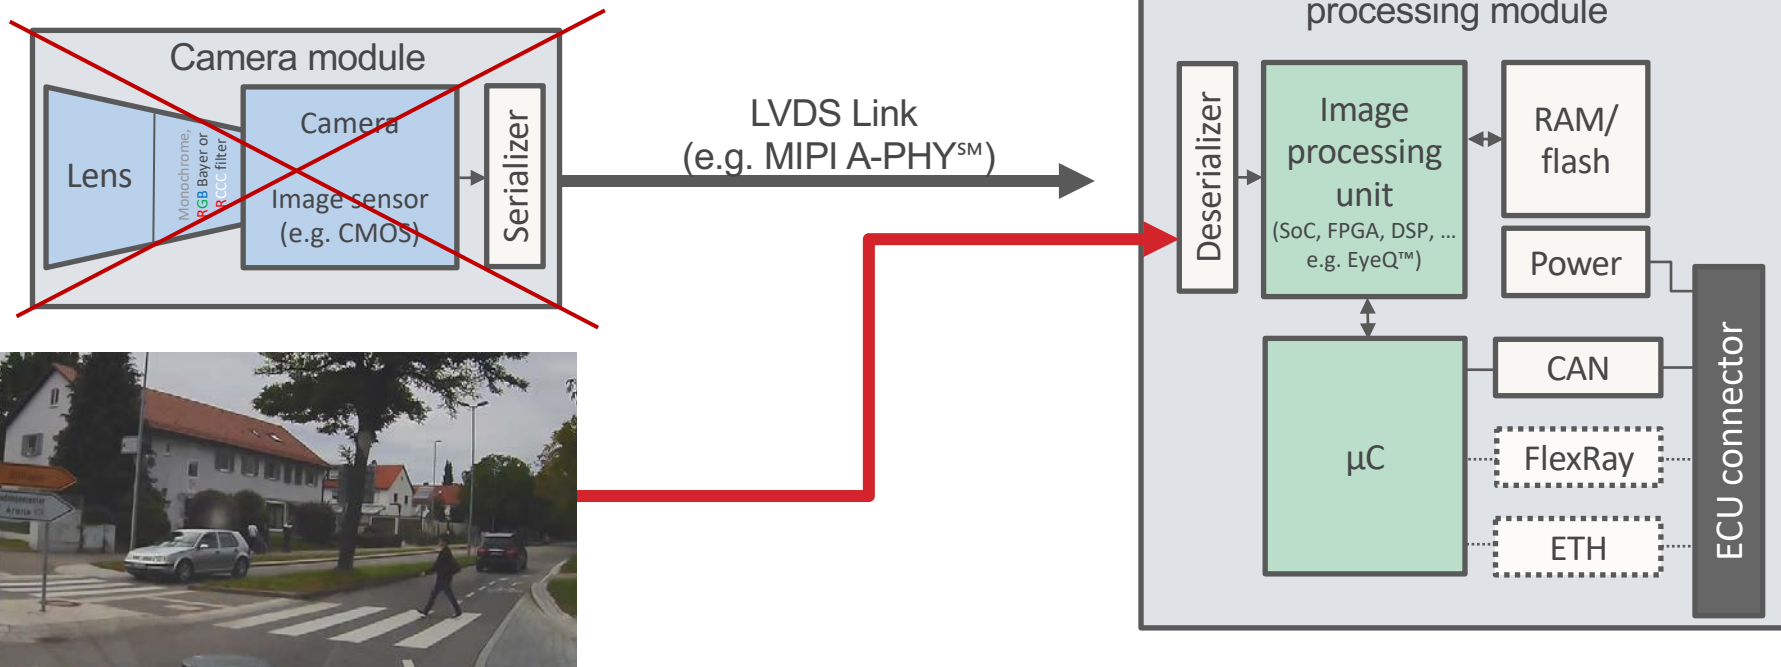 processing module
Camera module
Lens
Monochrome,
RGB Bayer or
RCCC filter
Camera
Image sensor
(e.g. CMOS)
Serializer
LVDS Link
(e.g. MIPI A-PHY℠)
Deserializer
Image
processing
unit
(SoC, FPGA, DSP, ...
e.g. EyeQ™)
RAM/
flash
Power
µC
CAN
FlexRay
ETH
ECU connector
Arena